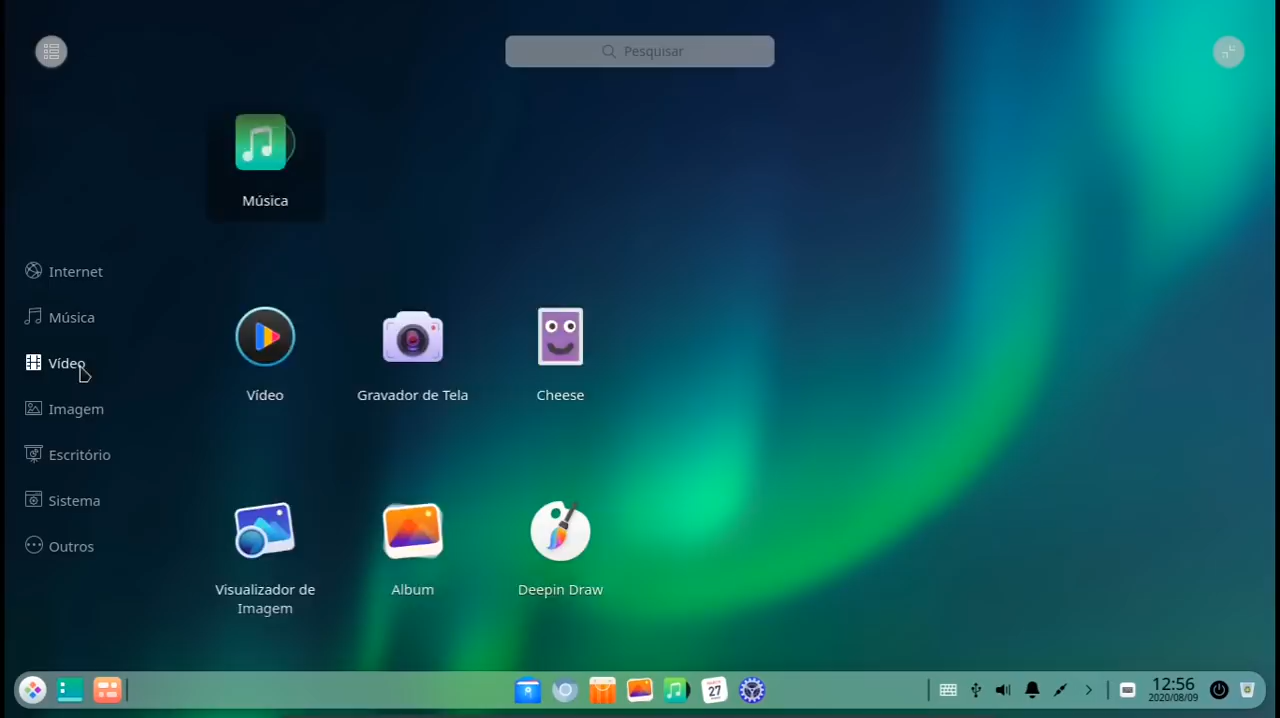 Pesquisar
Música
Internet
Música
Vídeo
Imagem
Escritório
Sistema
Outros
Vídeo
Gravador de Tela
Cheese
Visualizador de
Imagem
Album
Deepin Draw
27
12:56
2020/08/09